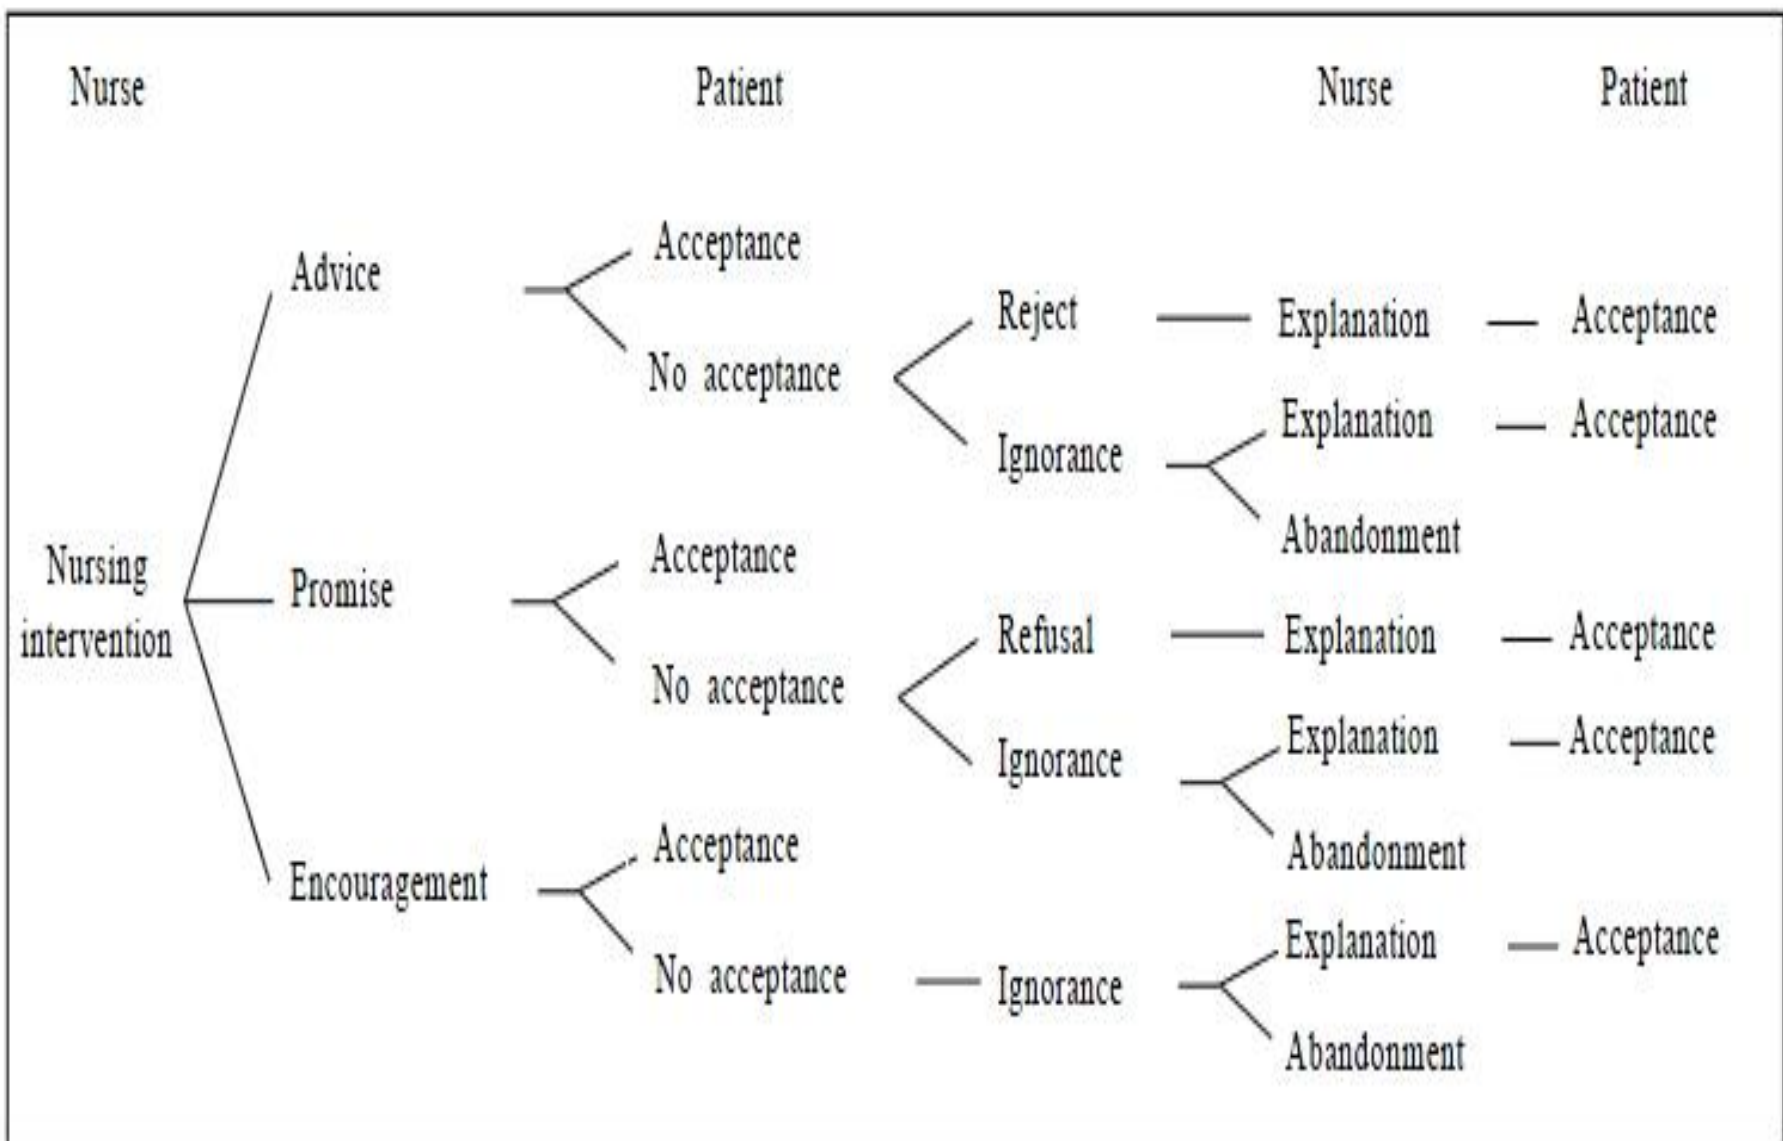 Nurse Patient Nurse Patient
Acceptance
Advice
Reject Explanation Acceptance
No acceptance
Explanation Acceptance
Ignorance
Abandonment
Acceptance
Nursing
intervention
Promise
Refusal Explanation Acceptance
No acceptance
Explanation Acceptance
Ignorance
Abandonment
Acceptance
Encouragement
Explanation Acceptance
No acceptance Ignorance
Abandonment